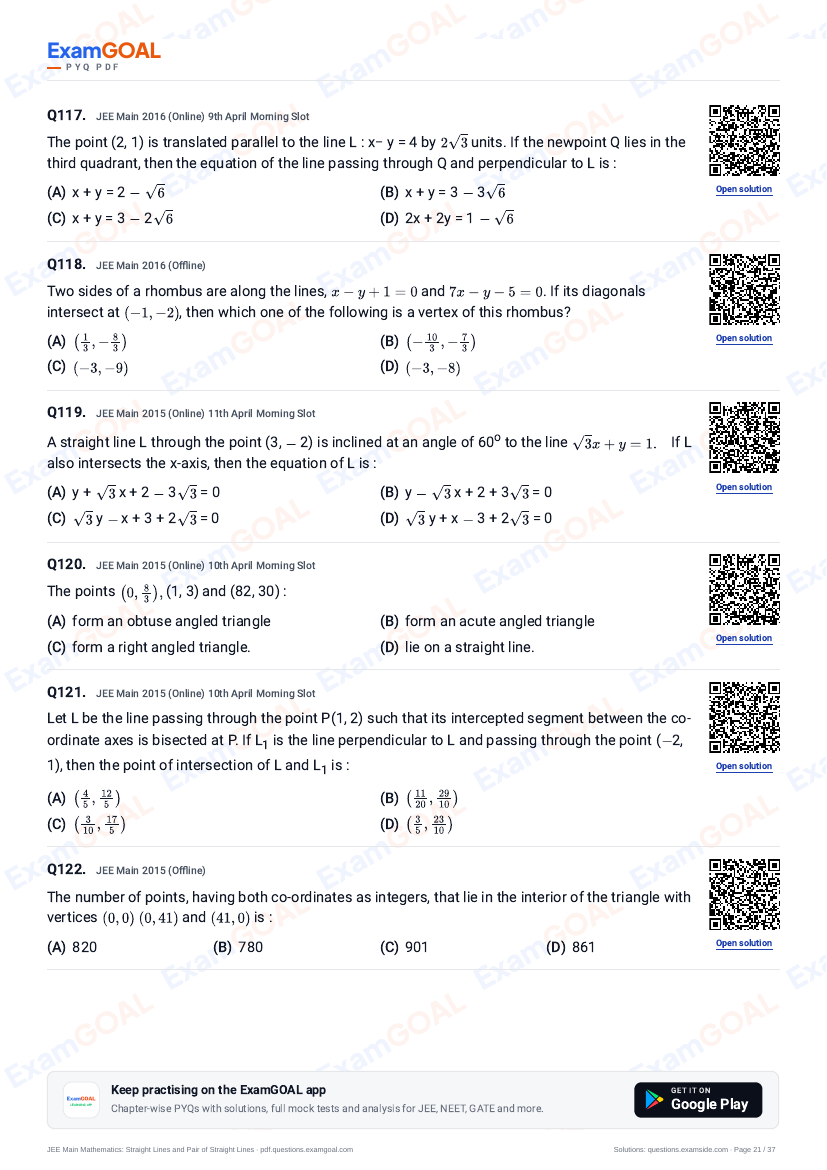 ExamGOAL
PYQ PDF
Q117. JEE Main 2016 (Online) 9th April Morning Slot
The point (2, 1) is translated parallel to the line L : x− y = 4 by 2√3 units. If the newpoint Q lies in the
third quadrant, then the equation of the line passing through Q and perpendicular to L is :
(A) x + y = 2 − √6 (B) x + y = 3 − 3√6
(C) x + y = 3 − 2√6 (D) 2x + 2y = 1 − √6
Open solution
Q118. JEE Main 2016 (Offline)
Two sides of a rhombus are along the lines, x − y + 1 = 0 and 7x − y − 5 = 0. If its diagonals
intersect at (−1, −2), then which one of the following is a vertex of this rhombus?
(A) (1/3, −8/3) (B) (−10/3, −7/3)
(C) (−3, −9) (D) (−3, −8)
Open solution
Q119. JEE Main 2015 (Online) 11th April Morning Slot
A straight line L through the point (3, − 2) is inclined at an angle of 60° to the line √3x + y = 1. If L
also intersects the x-axis, then the equation of L is :
(A) y + √3 x + 2 − 3√3 = 0 (B) y − √3 x + 2 + 3√3 = 0
(C) √3 y − x + 3 + 2√3 = 0 (D) √3 y + x − 3 + 2√3 = 0
Open solution
Q120. JEE Main 2015 (Online) 10th April Morning Slot
The points (0, 8/3), (1, 3) and (82, 30) :
(A) form an obtuse angled triangle (B) form an acute angled triangle
(C) form a right angled triangle. (D) lie on a straight line.
Open solution
Q121. JEE Main 2015 (Online) 10th April Morning Slot
Let L be the line passing through the point P(1, 2) such that its intercepted segment between the co-
ordinate axes is bisected at P. If L₁ is the line perpendicular to L and passing through the point (−2,
1), then the point of intersection of L and L₁ is :
(A) (4/5, 12/5) (B) (11/20, 29/10)
(C) (3/10, 17/5) (D) (3/5, 23/10)
Open solution
Q122. JEE Main 2015 (Offline)
The number of points, having both co-ordinates as integers, that lie in the interior of the triangle with
vertices (0, 0) (0, 41) and (41, 0) is :
(A) 820 (B) 780 (C) 901 (D) 861
Open solution
Keep practising on the ExamGOAL app
Chapter-wise PYQs with solutions, full mock tests and analysis for JEE, NEET, GATE and more.
GET IT ON
Google Play
JEE Main Mathematics: Straight Lines and Pair of Straight Lines · pdf.questions.examgoal.com
Solutions: questions.examside.com · Page 21 / 37